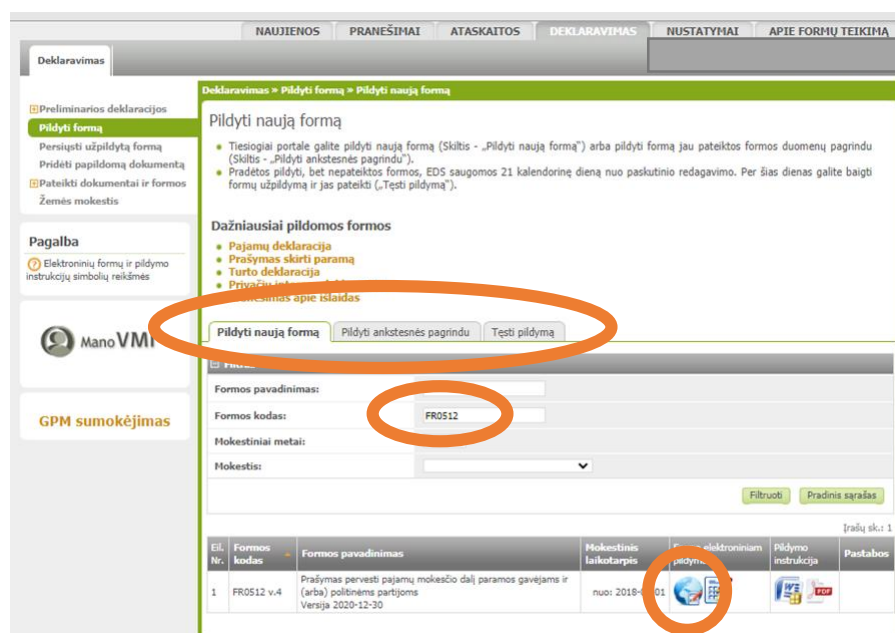 NAUJIENOS PRANEŠIMAI ATASKAITOS DEKLARAVIMAS NUSTATYMAI APIE FORMŲ TEIKIMĄ
Deklaravimas
Preliminarios deklaracijos
Pildyti formą
Persiųsti užpildytą formą
Pridėti papildomą dokumentą
Pateikti dokumentai ir formos
Žemės mokestis
Pagalba
Elektroninių formų ir pildymo
instrukcijų simbolių reikšmės
Mano VMI
GPM sumokėjimas
Deklaravimas » Pildyti formą » Pildyti naują formą
Pildyti naują formą
Tiesiogiai portale galite pildyti naują formą (Skiltis - „Pildyti naują formą") arba pildyti formą jau pateiktos formos duomenų pagrindu
(Skiltis - „Pildyti ankstesnės pagrindu").
Pradėtos pildyti, bet nepateiktos formos, EDS saugomos 21 kalendorinę dieną nuo paskutinio redagavimo. Per šias dienas galite baigti
formų užpildymą ir jas pateikti („Tęsti pildymą").
Dažniausiai pildomos formos
Pajamų deklaracija
Prašymas skirti paramą
Turto deklaracija
apie išlaidas
Pildyti naują formą Pildyti ankstesnės pagrindu Tęsti pildymą
Formos pavadinimas:
Formos kodas: FR0512
Mokestiniai metai:
Mokestis:
Filtruoti Pradinis sąrašas
Įrašų sk.: 1
Eil. Nr. Formos kodas Formos pavadinimas Mokestinis laikotarpis elektroniniam Pildymo instrukcija Pastabos
1 FR0512 v.4 Prašymas pervesti pajamų mokesčio dalį paramos gavėjams ir nuo: 2018-
(arba) politinėms partijoms
Versija 2020-12-30
PDF